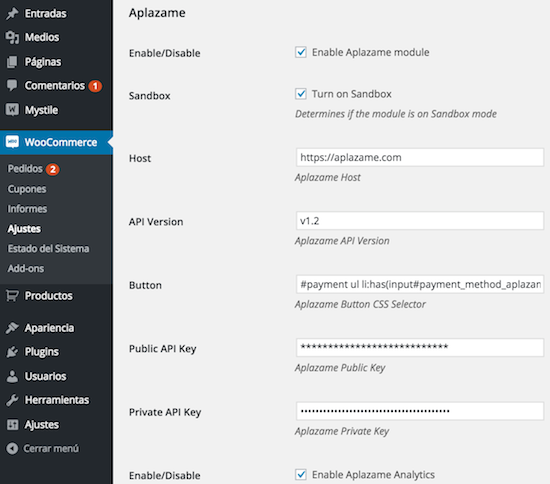 Entradas
Medios
Páginas
Comentarios 1
Mystile
WooCommerce
Pedidos 2
Cupones
Informes
Ajustes
Estado del Sistema
Add-ons
Productos
Apariencia
Plugins
Usuarios
Herramientas
Ajustes
Cerrar menú
Aplazame
Enable/Disable
Enable Aplazame module
Sandbox
Turn on Sandbox
Determines if the module is on Sandbox mode
Host
https://aplazame.com
Aplazame Host
API Version
v1.2
Aplazame API Version
Button
#payment ul li:has(input#payment_method_aplazam
Aplazame Button CSS Selector
Public API Key
****************************
Aplazame Public Key
Private API Key
••••••••••••••••••••••••••••••••••••••••
Aplazame Private Key
Enable/Disable
Enable Aplazame Analytics